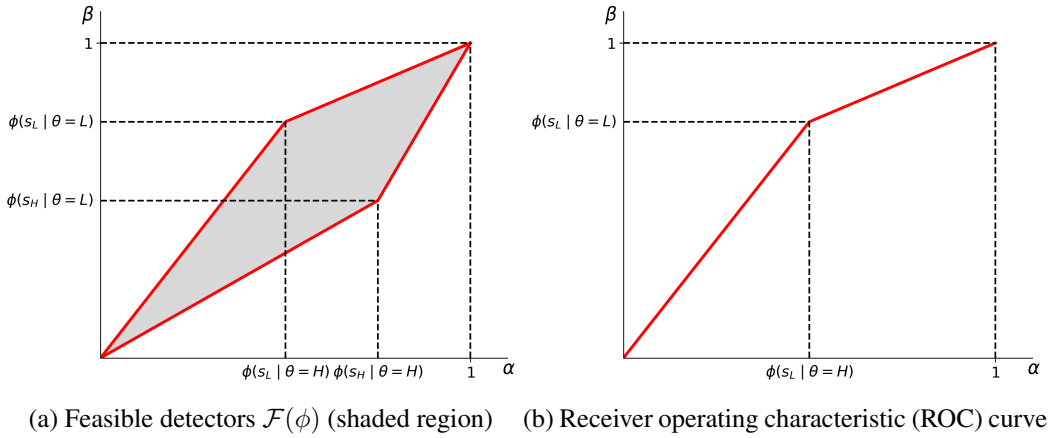 β
1
ϕ(s_L | θ = L)
ϕ(s_H | θ = L)
ϕ(s_L | θ = H) ϕ(s_H | θ = H) 1 α
(a) Feasible detectors 𝓕(ϕ) (shaded region)
β
1
ϕ(s_L | θ = L)
ϕ(s_L | θ = H) 1 α
(b) Receiver operating characteristic (ROC) curve